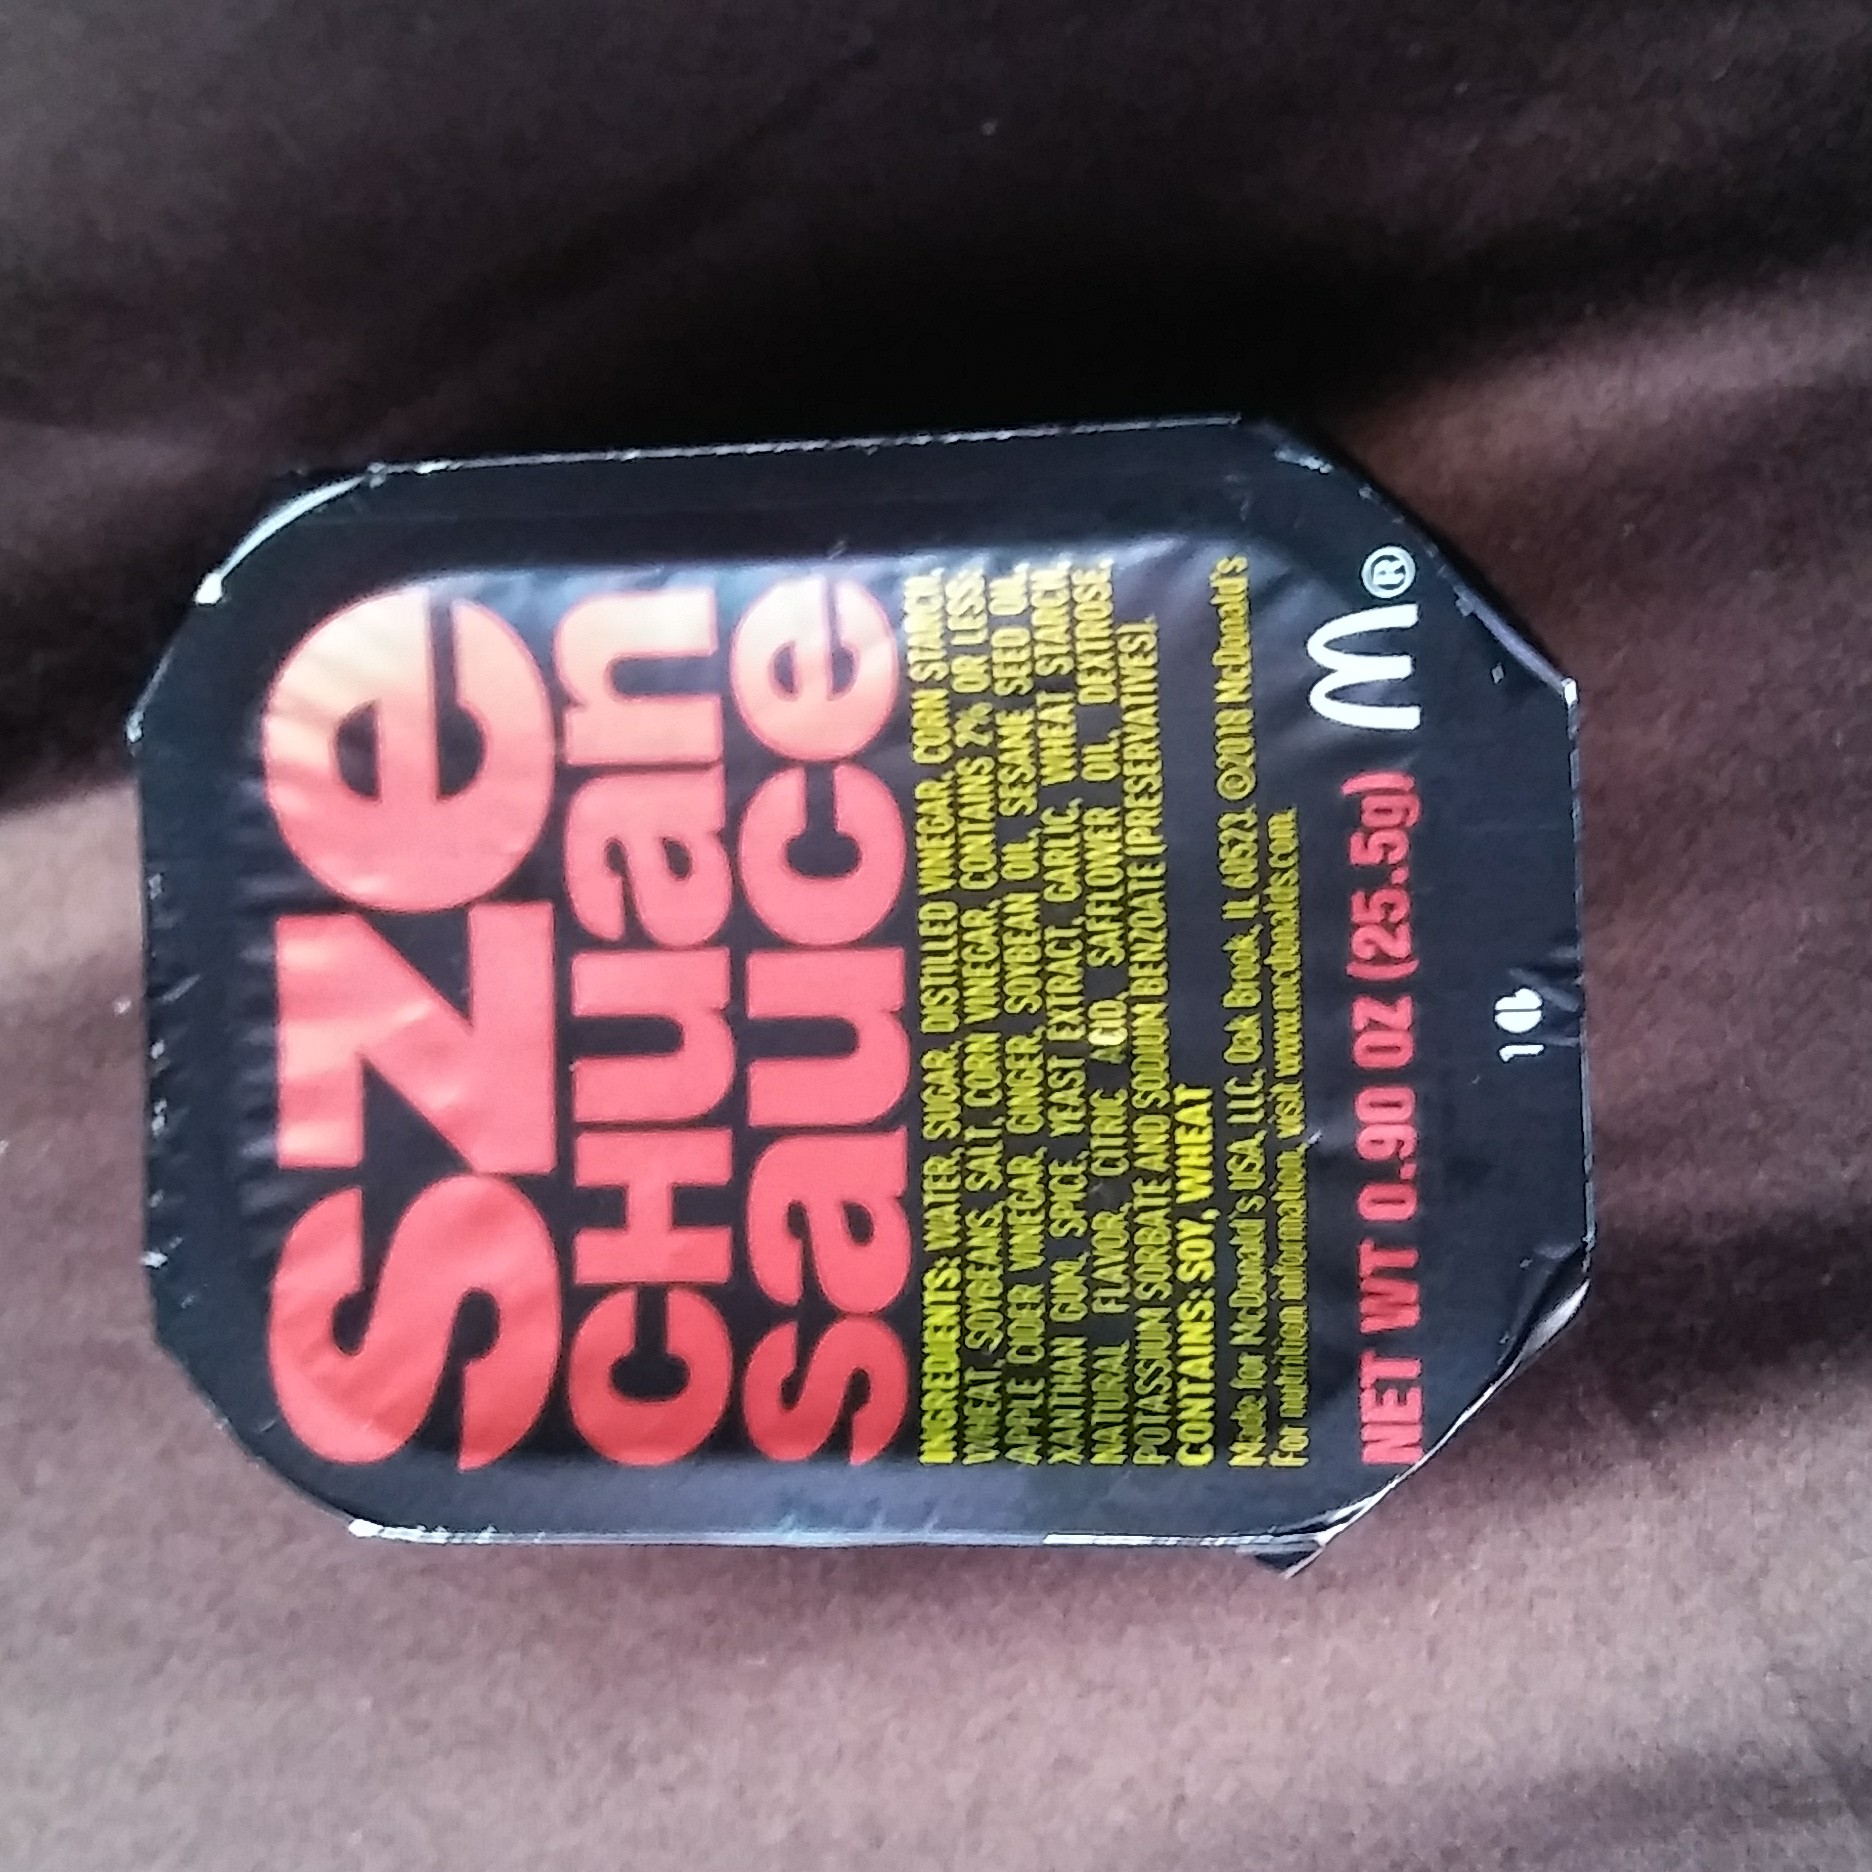 sze
CHuan
sauce
INGREDIENTS: WATER, SUGAR, DISTILLED VINEGAR, CORN STARCH,
WHEAT, SOYBEANS, SALT, CORN VINEGAR. CONTAINS 2% OR LESS:
APPLE CIDER VINEGAR, GINGER, SOYBEAN OIL, SESAME SEED OIL,
XANTHAN GUM, SPICE, YEAST EXTRACT, GARLIC, WHEAT STARCH,
NATURAL FLAVOR, CITRIC ACID, SAFFLOWER OIL, DEXTROSE,
POTASSIUM SORBATE AND SODIUM BENZOATE (PRESERVATIVES).
CONTAINS: SOY, WHEAT
Made for McDonald's USA, LLC. Oak Brook, IL 60523 ©2018 McDonald's
For nutrition information, visit www.mcdonalds.com
NET WT 0.90 OZ (25.5g) M®
1